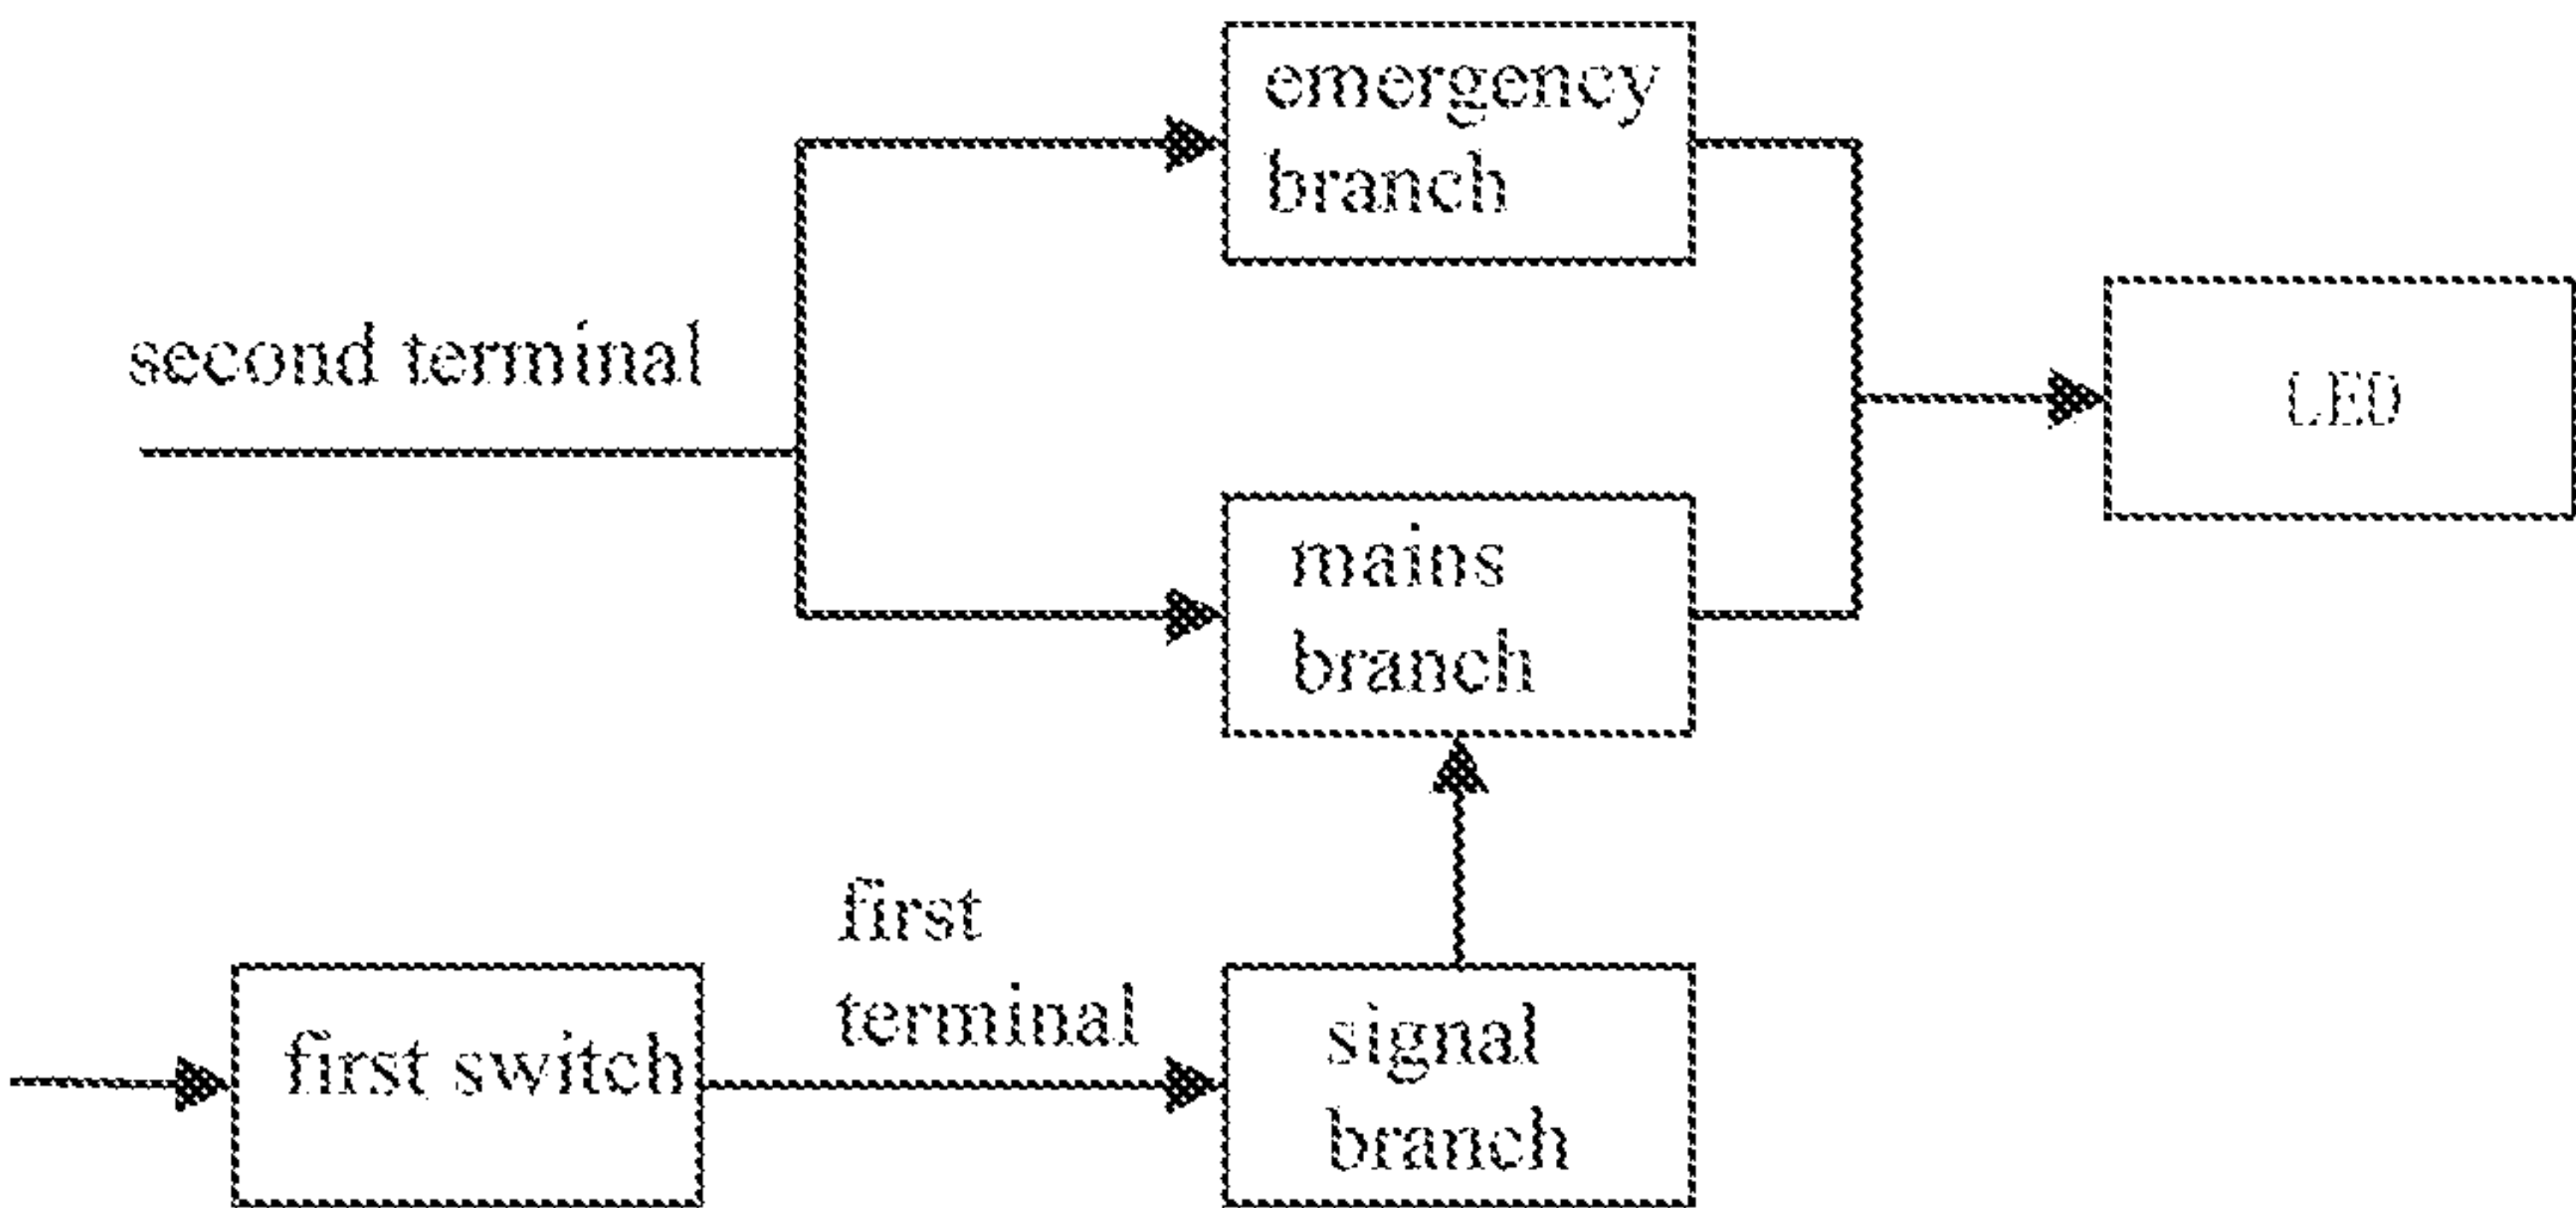 emergency
branch
second terminal
LED
mains
branch
first
terminal
first switch
signal
branch